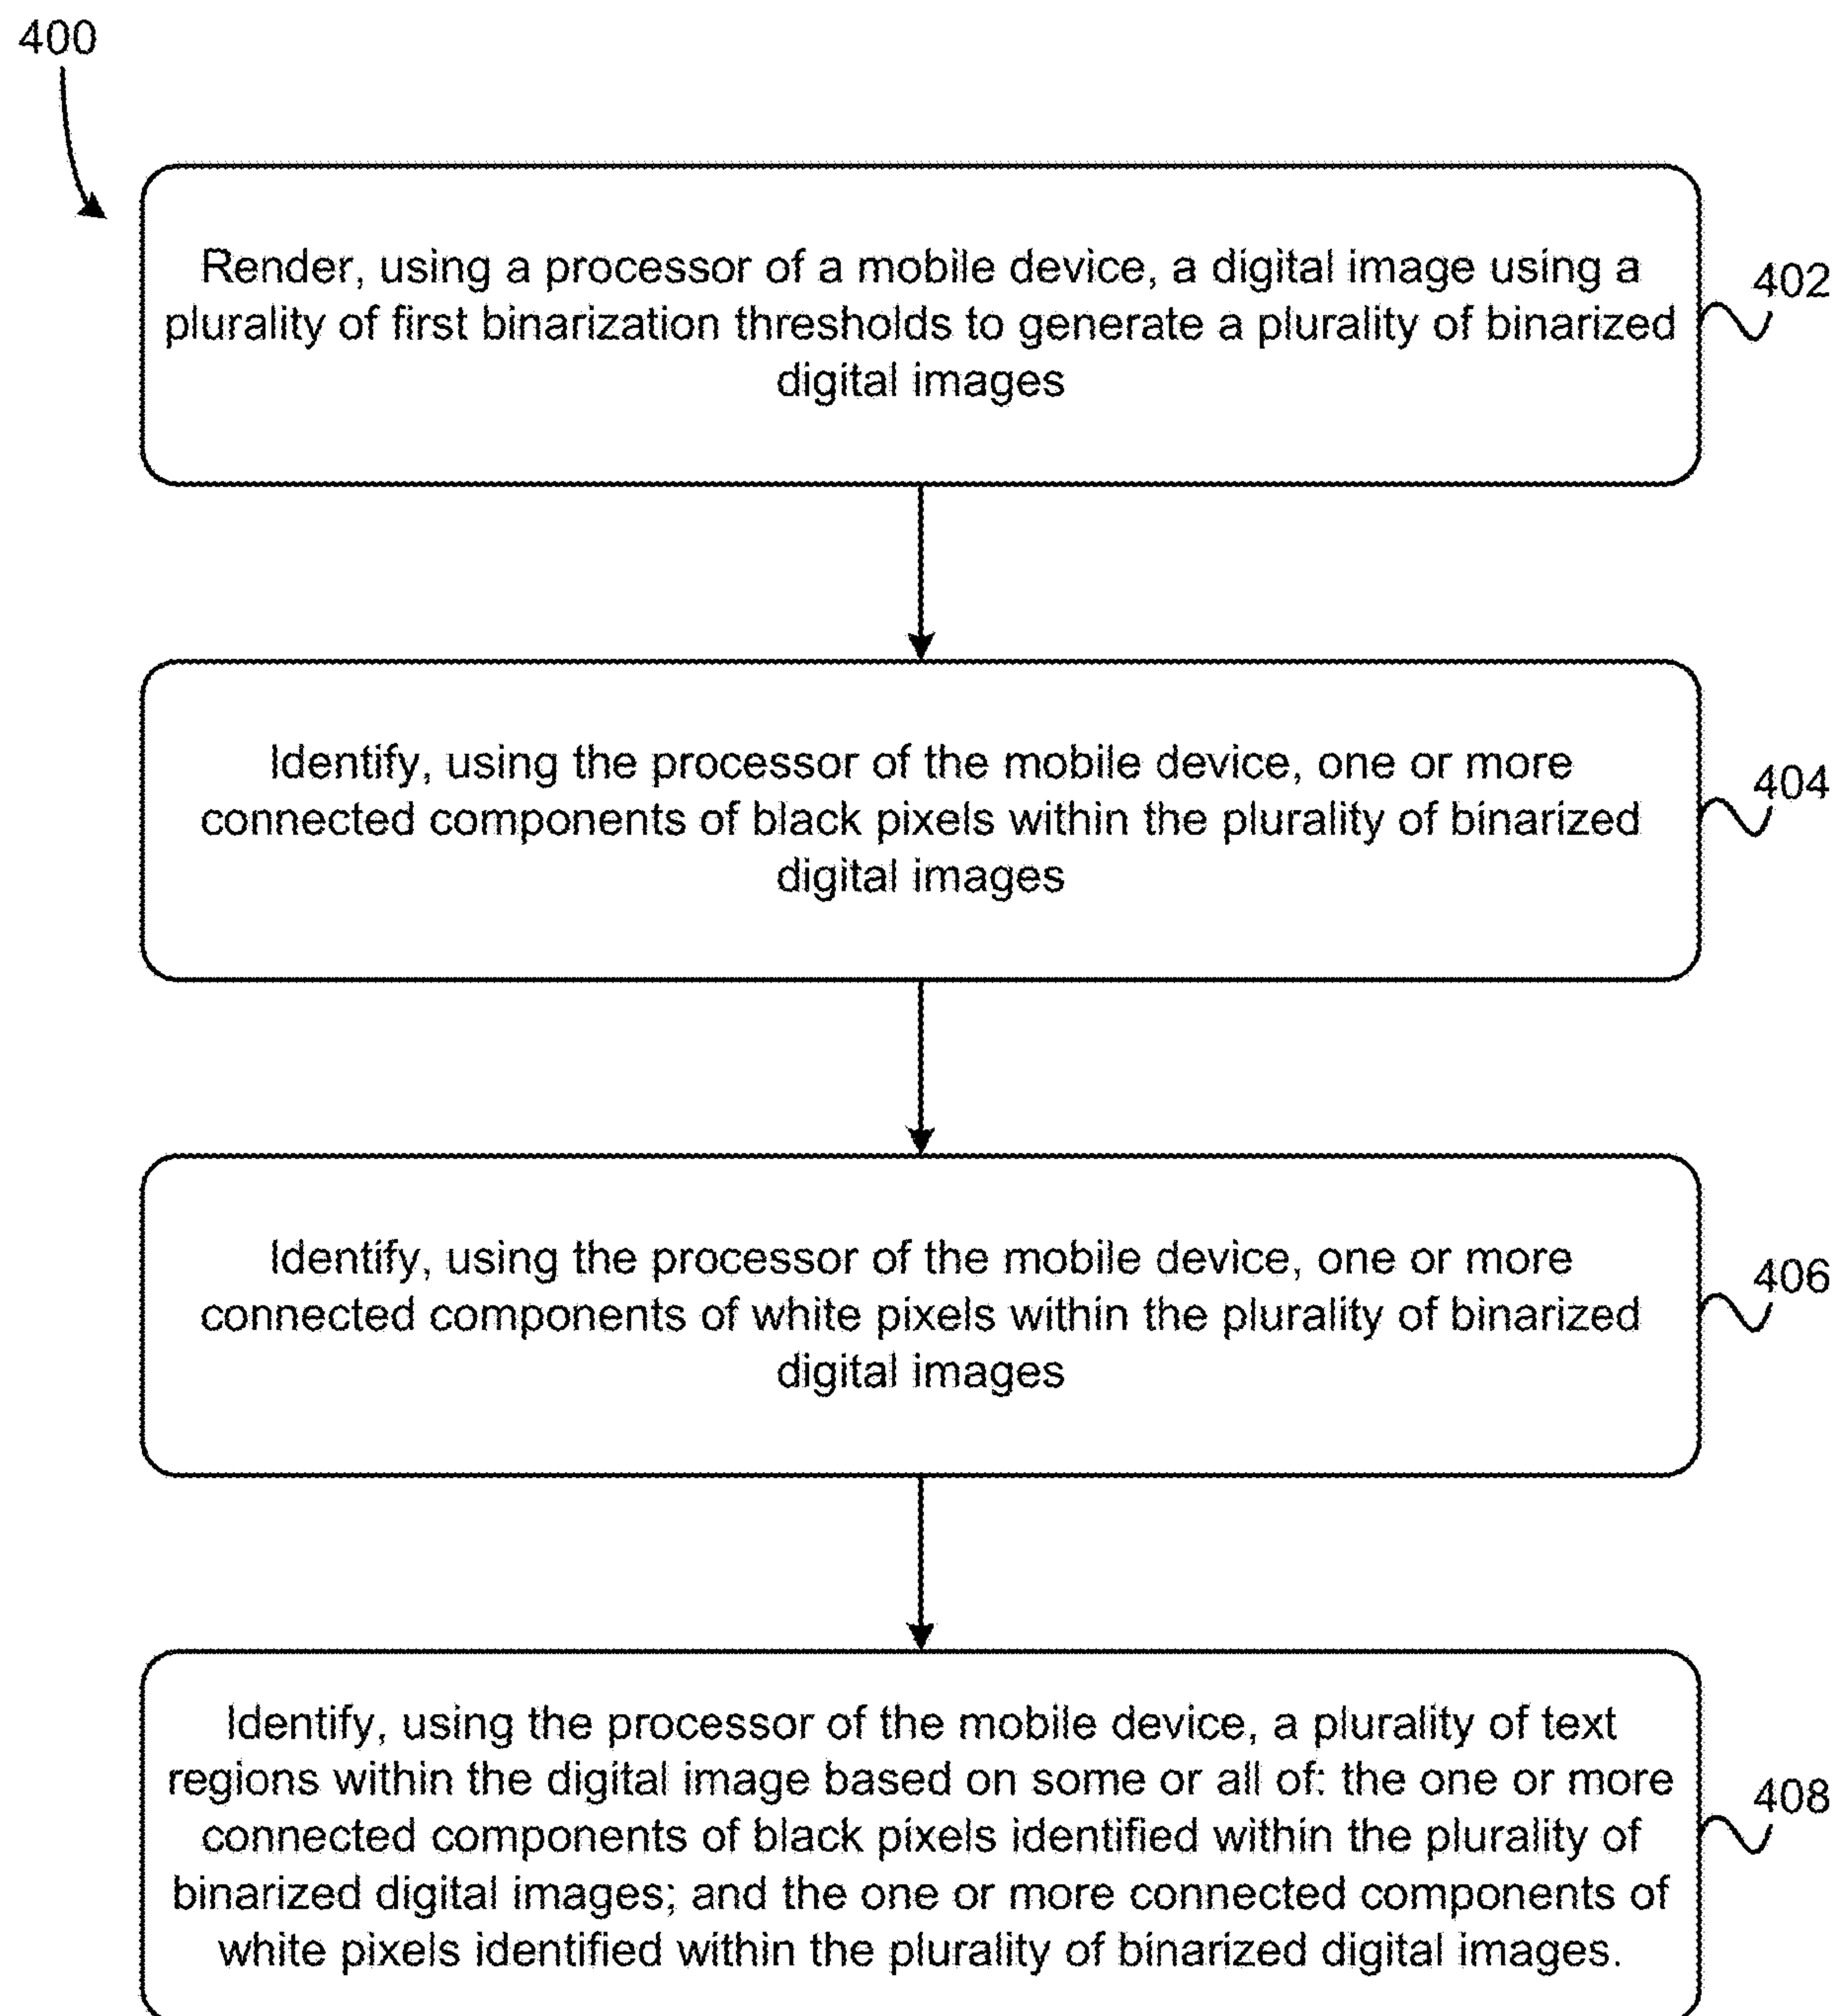 400
Render, using a processor of a mobile device, a digital image using a
plurality of first binarization thresholds to generate a plurality of binarized
digital images
402
Identify, using the processor of the mobile device, one or more
connected components of black pixels within the plurality of binarized
digital images
404
Identify, using the processor of the mobile device, one or more
connected components of white pixels within the plurality of binarized
digital images
406
Identify, using the processor of the mobile device, a plurality of text
regions within the digital image based on some or all of: the one or more
connected components of black pixels identified within the plurality of
binarized digital images; and the one or more connected components of
white pixels identified within the plurality of binarized digital images.
408